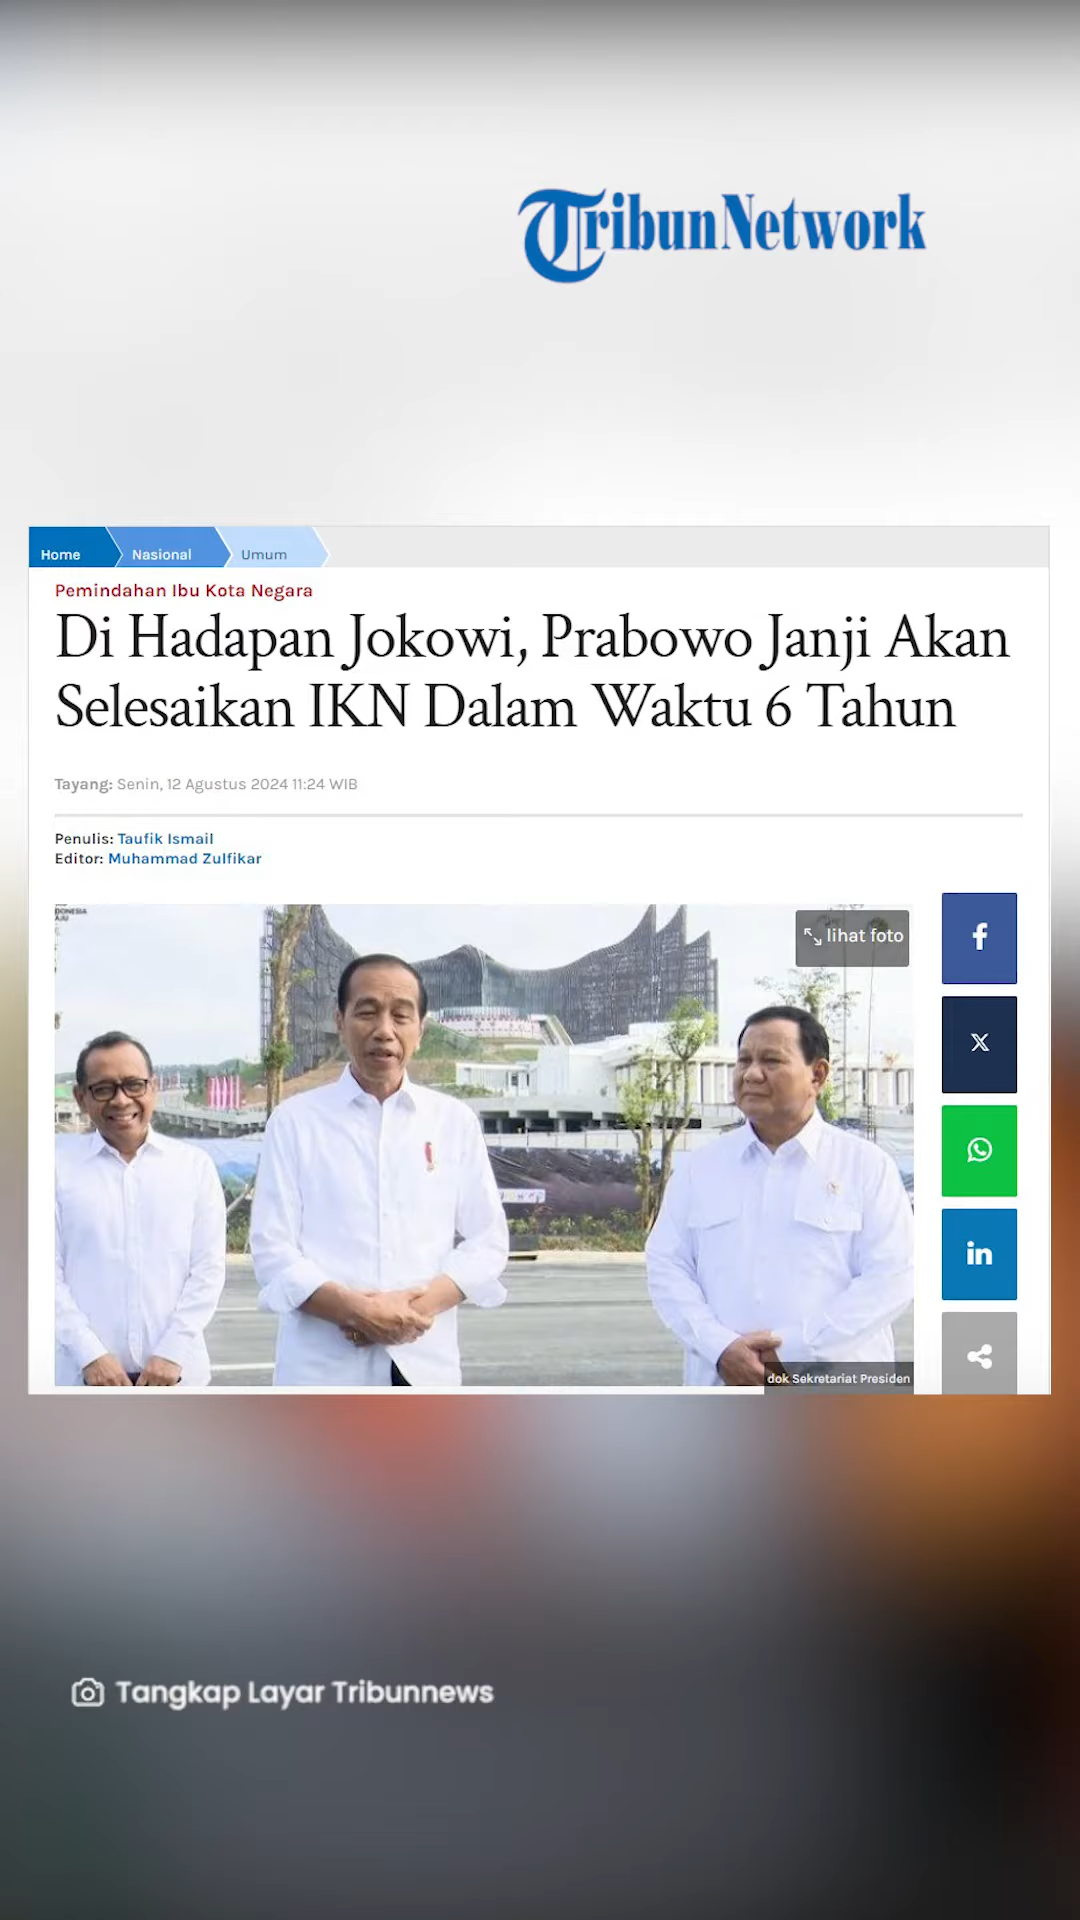 Tribun Network
Home
Nasional
Umum
Pemindahan Ibu Kota Negara
Di Hadapan Jokowi, Prabowo Janji Akan
Selesaikan IKN Dalam Waktu 6 Tahun
Tayang: Senin, 12 Agustus 2024 11:24 WIB
Penulis: Taufik Ismail
Editor: Muhammad Zulfikar
lihat foto
dok Sekretariat Presiden
Tangkap Layar Tribunnews